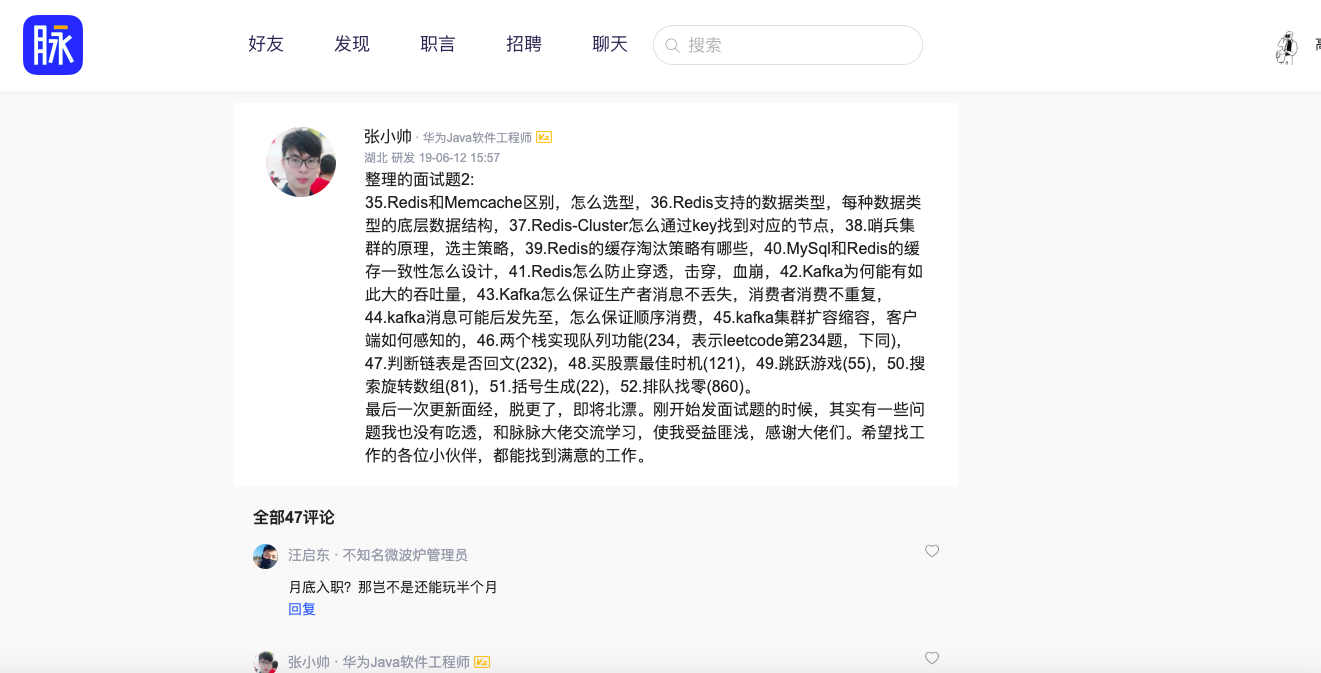 脉
好友
发现
职言
招聘
聊天
搜索
张小帅 · 华为Java软件工程师
湖北 研发 19-06-12 15:57
整理的面试题2:
35.Redis和Memcache区别，怎么选型，36.Redis支持的数据类型，每种数据类
型的底层数据结构，37.Redis-Cluster怎么通过key找到对应的节点，38.哨兵集
群的原理，选主策略，39.Redis的缓存淘汰策略有哪些，40.MySql和Redis的缓
存一致性怎么设计，41.Redis怎么防止穿透，击穿，血崩，42.Kafka为何能有如
此大的吞吐量，43.Kafka怎么保证生产者消息不丢失，消费者消费不重复，
44.kafka消息可能后发先至，怎么保证顺序消费，45.kafka集群扩容缩容，客户
端如何感知的，46.两个栈实现队列功能(234，表示leetcode第234题，下同)，
47.判断链表是否回文(232)，48.买股票最佳时机(121)，49.跳跃游戏(55)，50.搜
索旋转数组(81)，51.括号生成(22)，52.排队找零(860)。
最后一次更新面经，脱更了，即将北漂。刚开始发面试题的时候，其实有一些问
题我也没有吃透，和脉脉大佬交流学习，使我受益匪浅，感谢大佬们。希望找工
作的各位小伙伴，都能找到满意的工作。
全部47评论
汪启东 · 不知名微波炉管理员
月底入职？那岂不是还能玩半个月
回复
张小帅 · 华为Java软件工程师